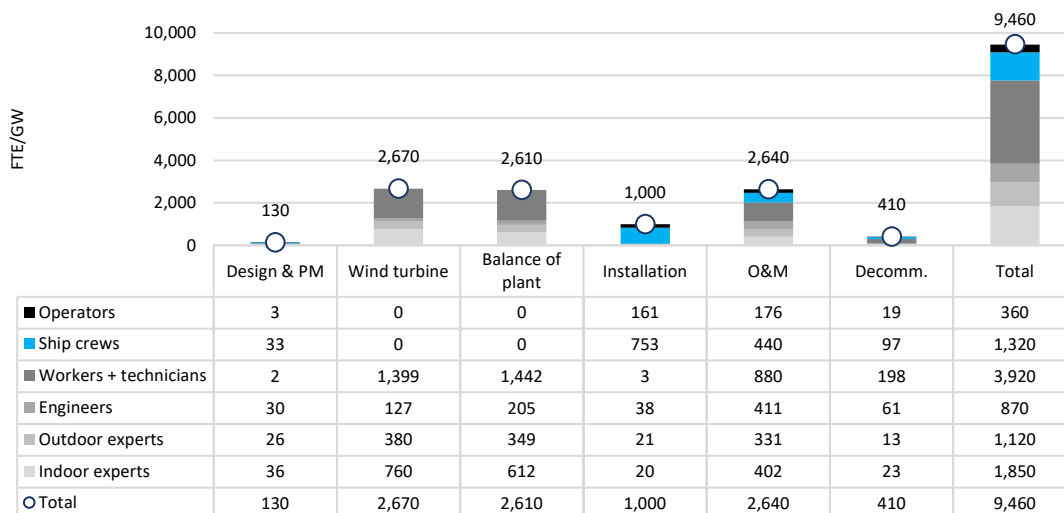 9,460
10,000
8,000
6,000
4,000
2,000
0
FTE/GW
130
2,670
2,610
1,000
2,640
410
Design & PM Wind turbine Balance of plant Installation O&M Decomm. Total
Operators 3 0 0 161 176 19 360
Ship crews 33 0 0 753 440 97 1,320
Workers + technicians 2 1,399 1,442 3 880 198 3,920
Engineers 30 127 205 38 411 61 870
Outdoor experts 26 380 349 21 331 13 1,120
Indoor experts 36 760 612 20 402 23 1,850
Total 130 2,670 2,610 1,000 2,640 410 9,460